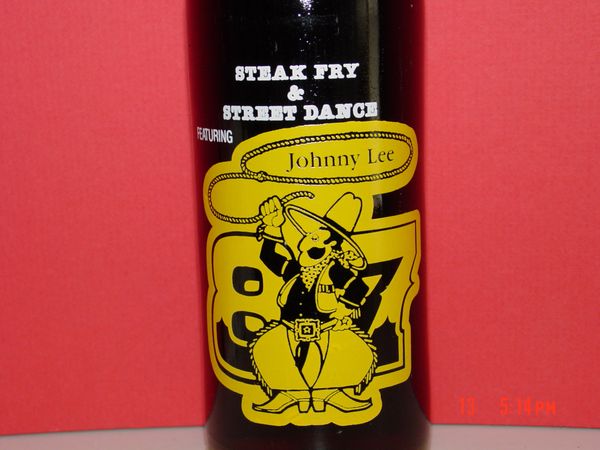 STEAK FRY
&
STREET DANCE
FEATURING
Johnny Lee
87
13 5:14PM